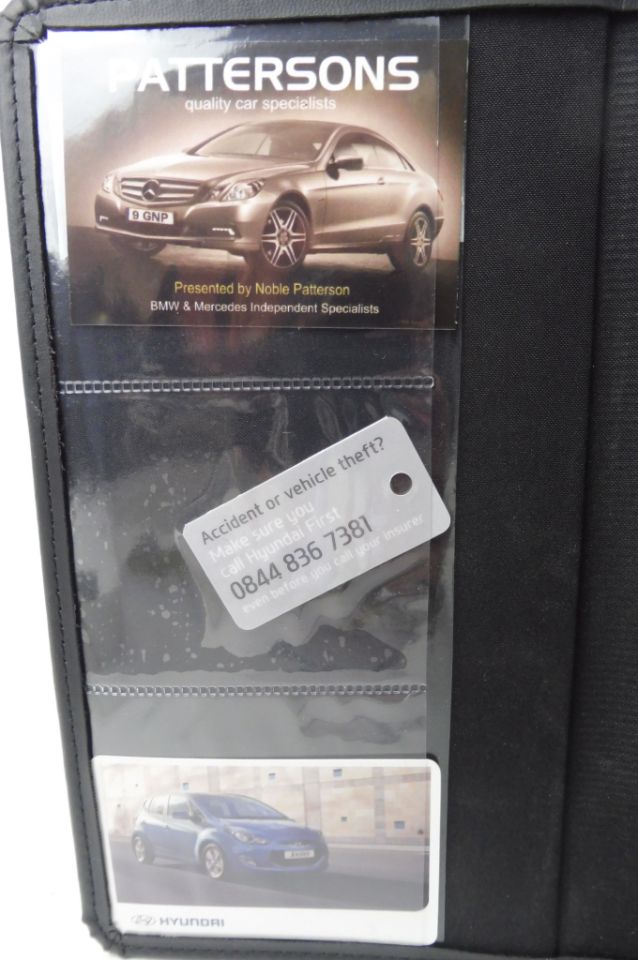 PATTERSONS
quality car specialists
9 GNP
Presented by Noble Patterson
BMW & Mercedes Independent Specialists
Accident or vehicle theft?
Make sure you
call Hyundai First
0844 836 7381
even before you call your insurer
HYUNDAI